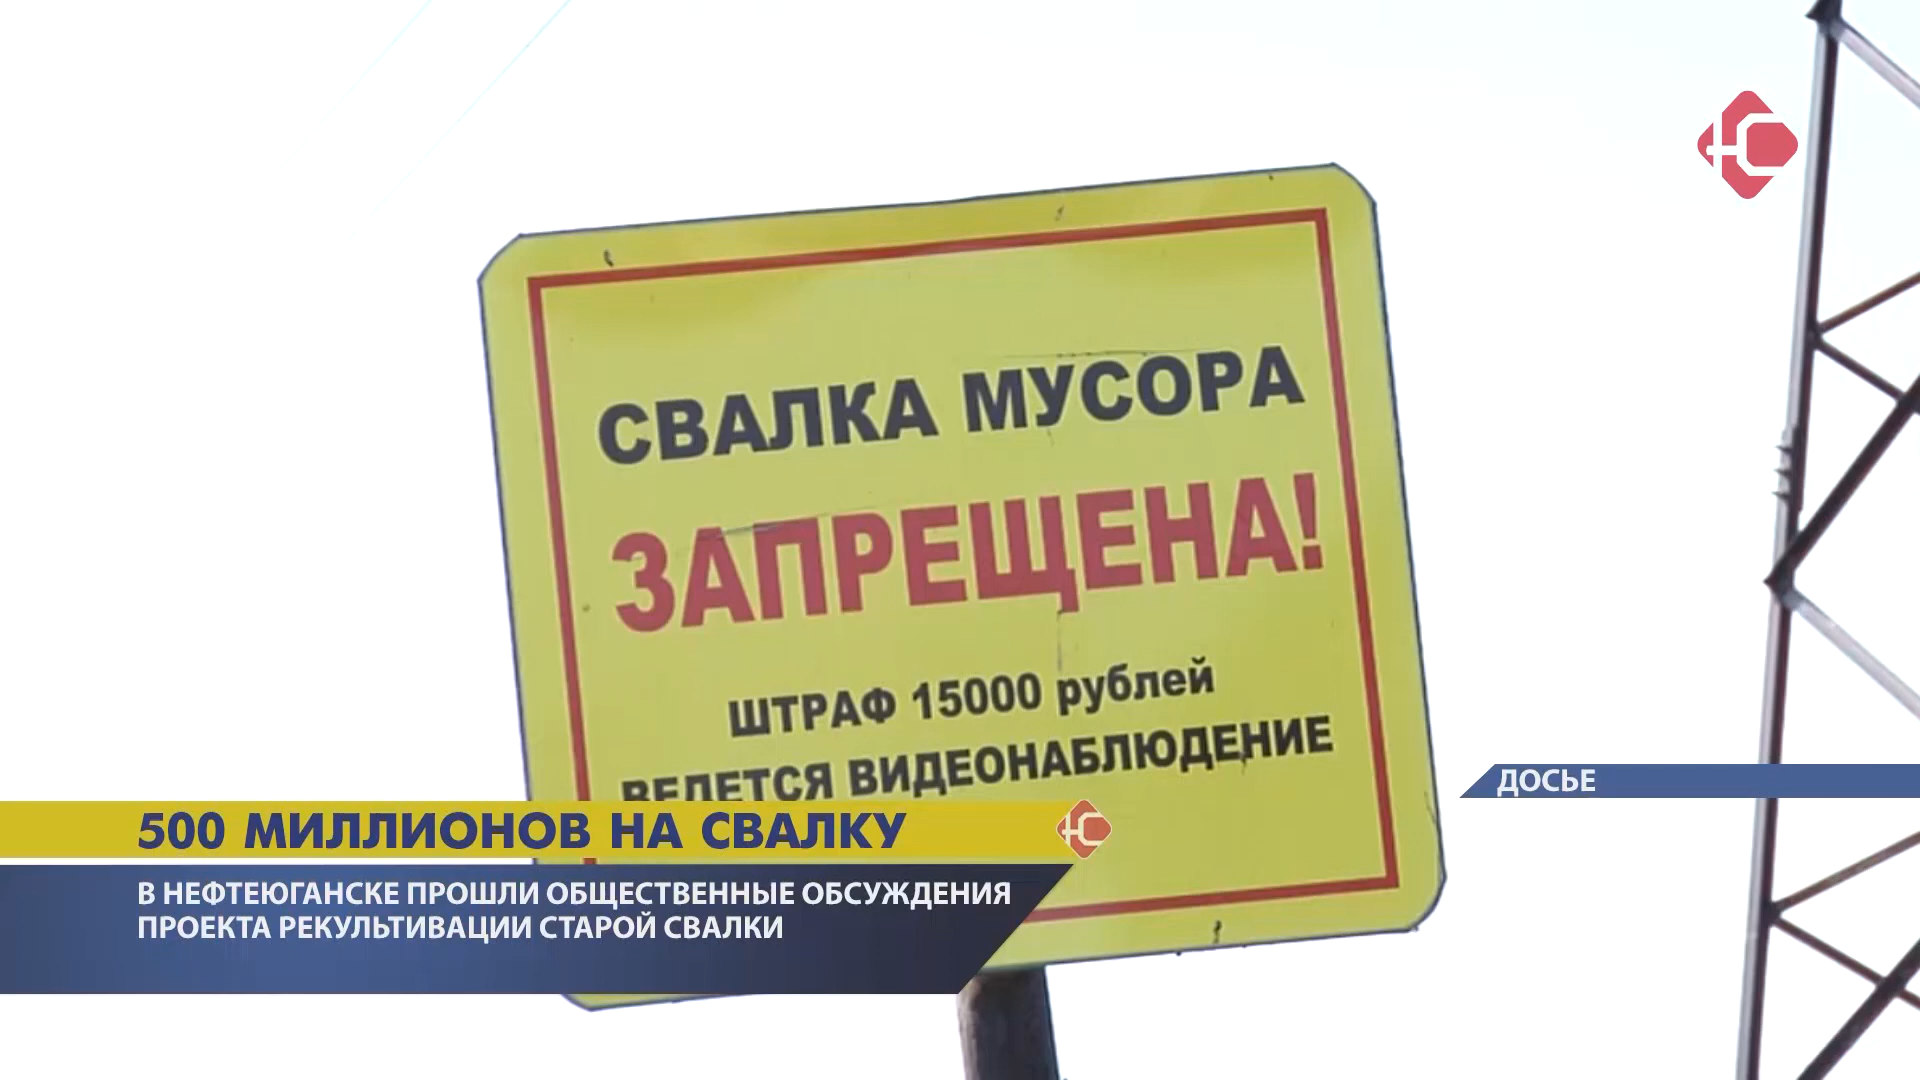 СВАЛКА МУСОРА
ЗАПРЕЩЕНА!
ШТРАФ 15000 рублей
ВЕДЕТСЯ ВИДЕОНАБЛЮДЕНИЕ
ДОСЬЕ
500 МИЛЛИОНОВ НА СВАЛКУ
В НЕФТЕЮГАНСКЕ ПРОШЛИ ОБЩЕСТВЕННЫЕ ОБСУЖДЕНИЯ
ПРОЕКТА РЕКУЛЬТИВАЦИИ СТАРОЙ СВАЛКИ